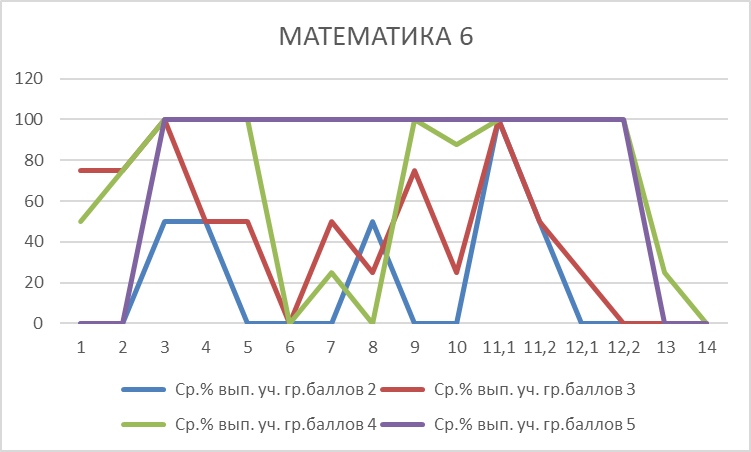 МАТЕМАТИКА 6
120
100
80
60
40
20
0
1 2 3 4 5 6 7 8 9 10 11,1 11,2 12,1 12,2 13 14
Ср.% вып. уч. гр.баллов 2 Ср.% вып. уч. гр.баллов 3
Ср.% вып. уч. гр.баллов 4 Ср.% вып. уч. гр.баллов 5